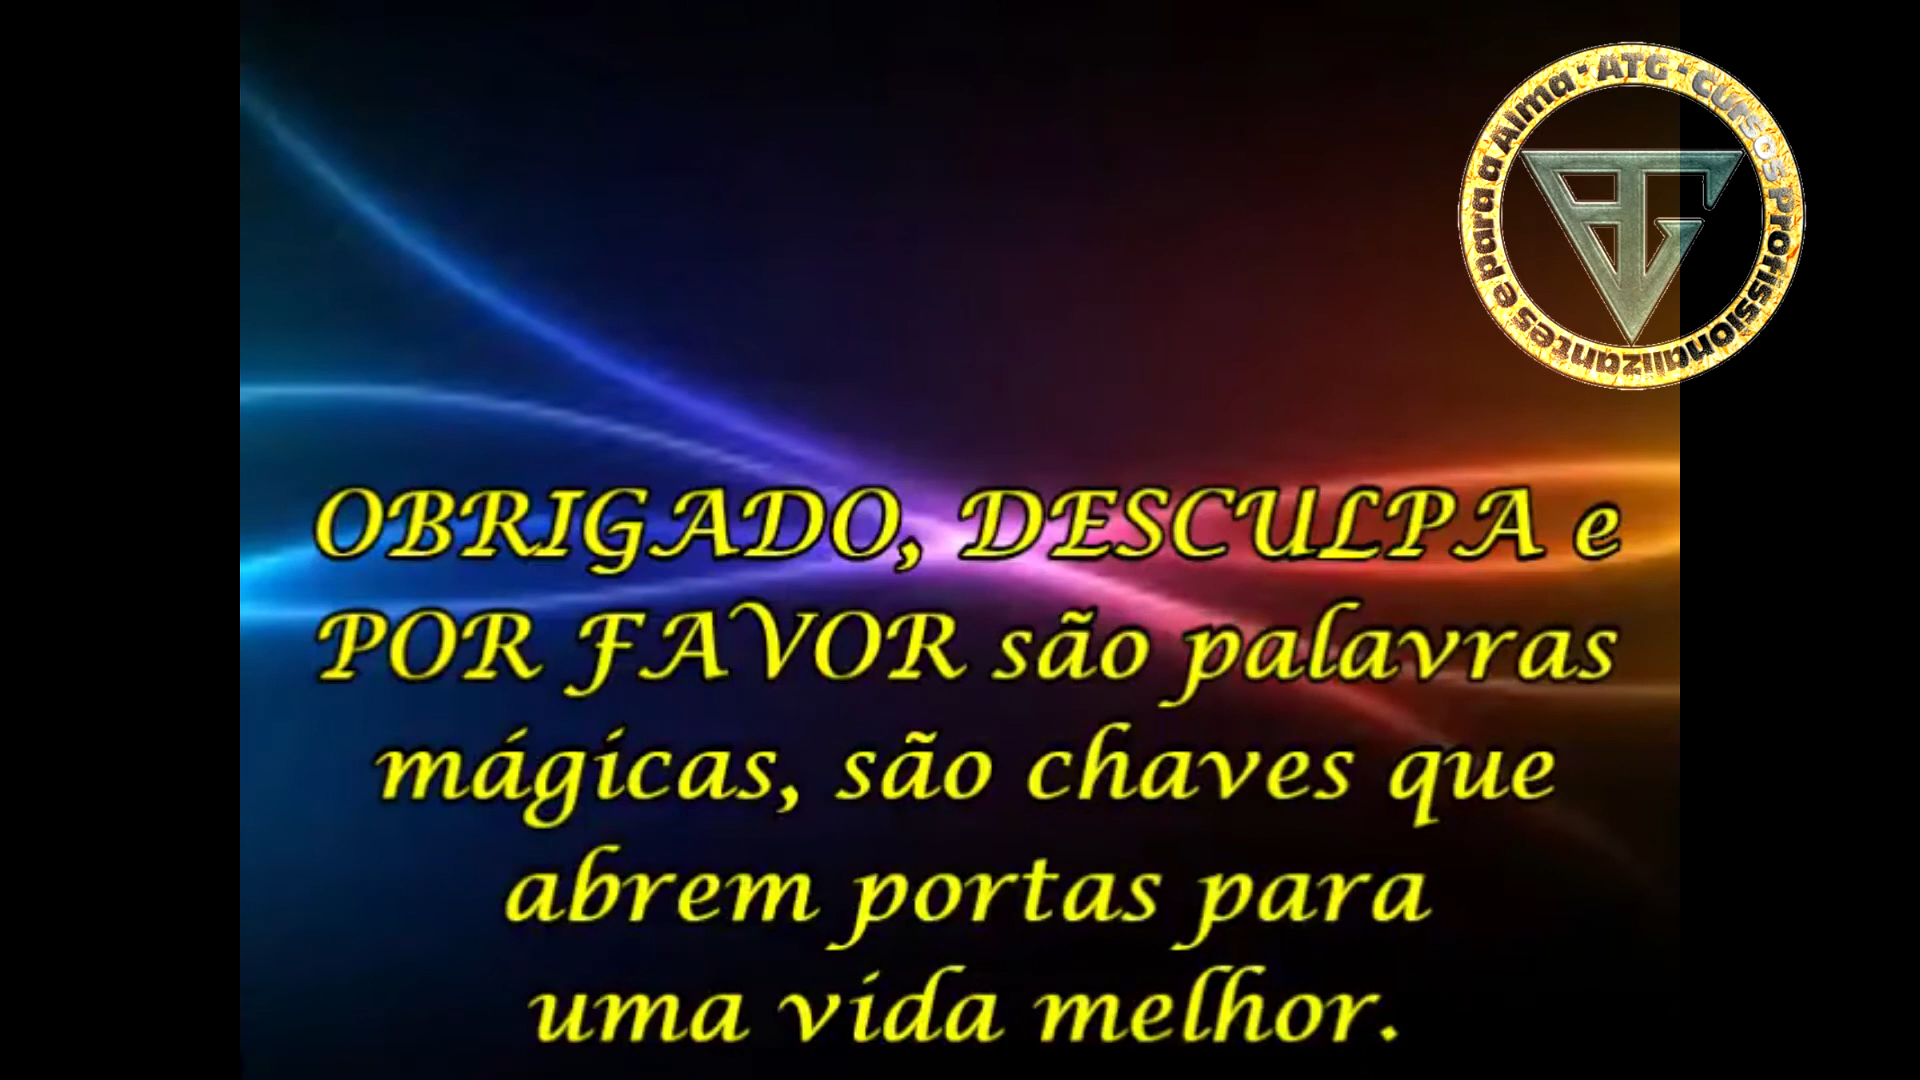 ATG - Cursos Profissionalizantes e para a Alma -
OBRIGADO, DESCULPA e
POR FAVOR são palavras
mágicas, são chaves que
abrem portas para
uma vida melhor.